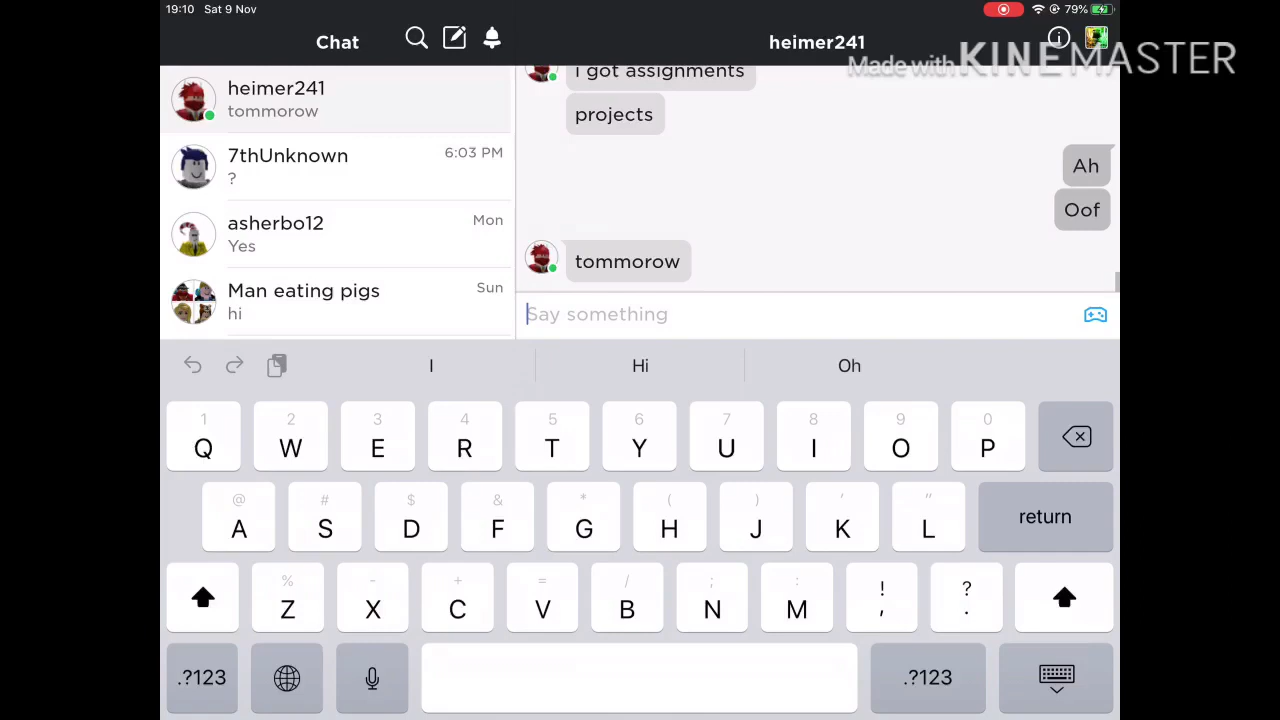 19:10 Sat 9 Nov
79%
Chat
heimer241
Made with KINEMASTER
heimer241
tommorow
7thUnknown
6:03 PM
?
asherbo12
Mon
Yes
Man eating pigs
Sun
hi
i got assignments
projects
Ah
Oof
tommorow
Say something
I
Hi
Oh
1 2 3 4 5 6 7 8 9 0
Q W E R T Y U I O P
@ # $ & * ( ) ' "
A S D F G H J K L
return
% - + = / ; : ! ?
Z X C V B N M , .
.?123
.?123